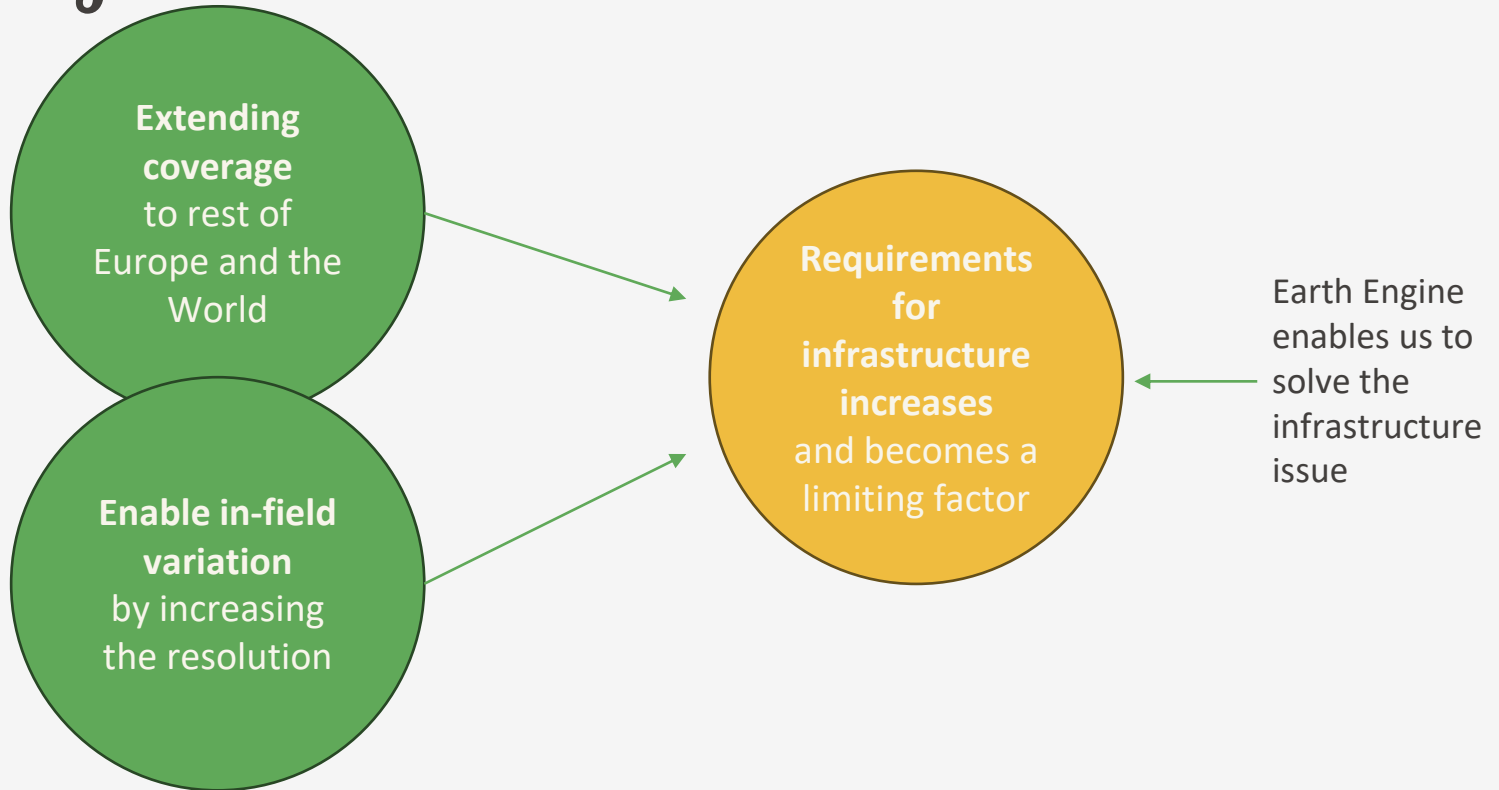 Extending
coverage
to rest of
Europe and the
World
Enable in-field
variation
by increasing
the resolution
Requirements
for
infrastructure
increases
and becomes a
limiting factor
Earth Engine
enables us to
solve the
infrastructure
issue